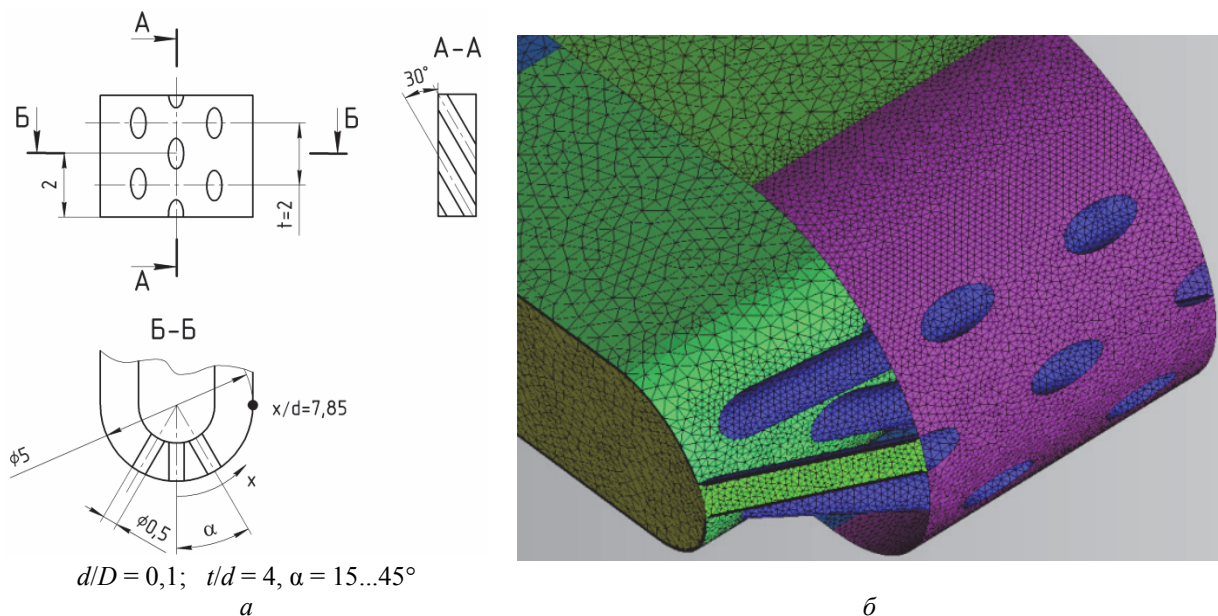 А
А–А
30°
Б
Б
2
t=2
А
Б–Б
x/d=7,85
ϕ5
x
ϕ0,5
α
d/D = 0,1; t/d = 4, α = 15...45°
а
б